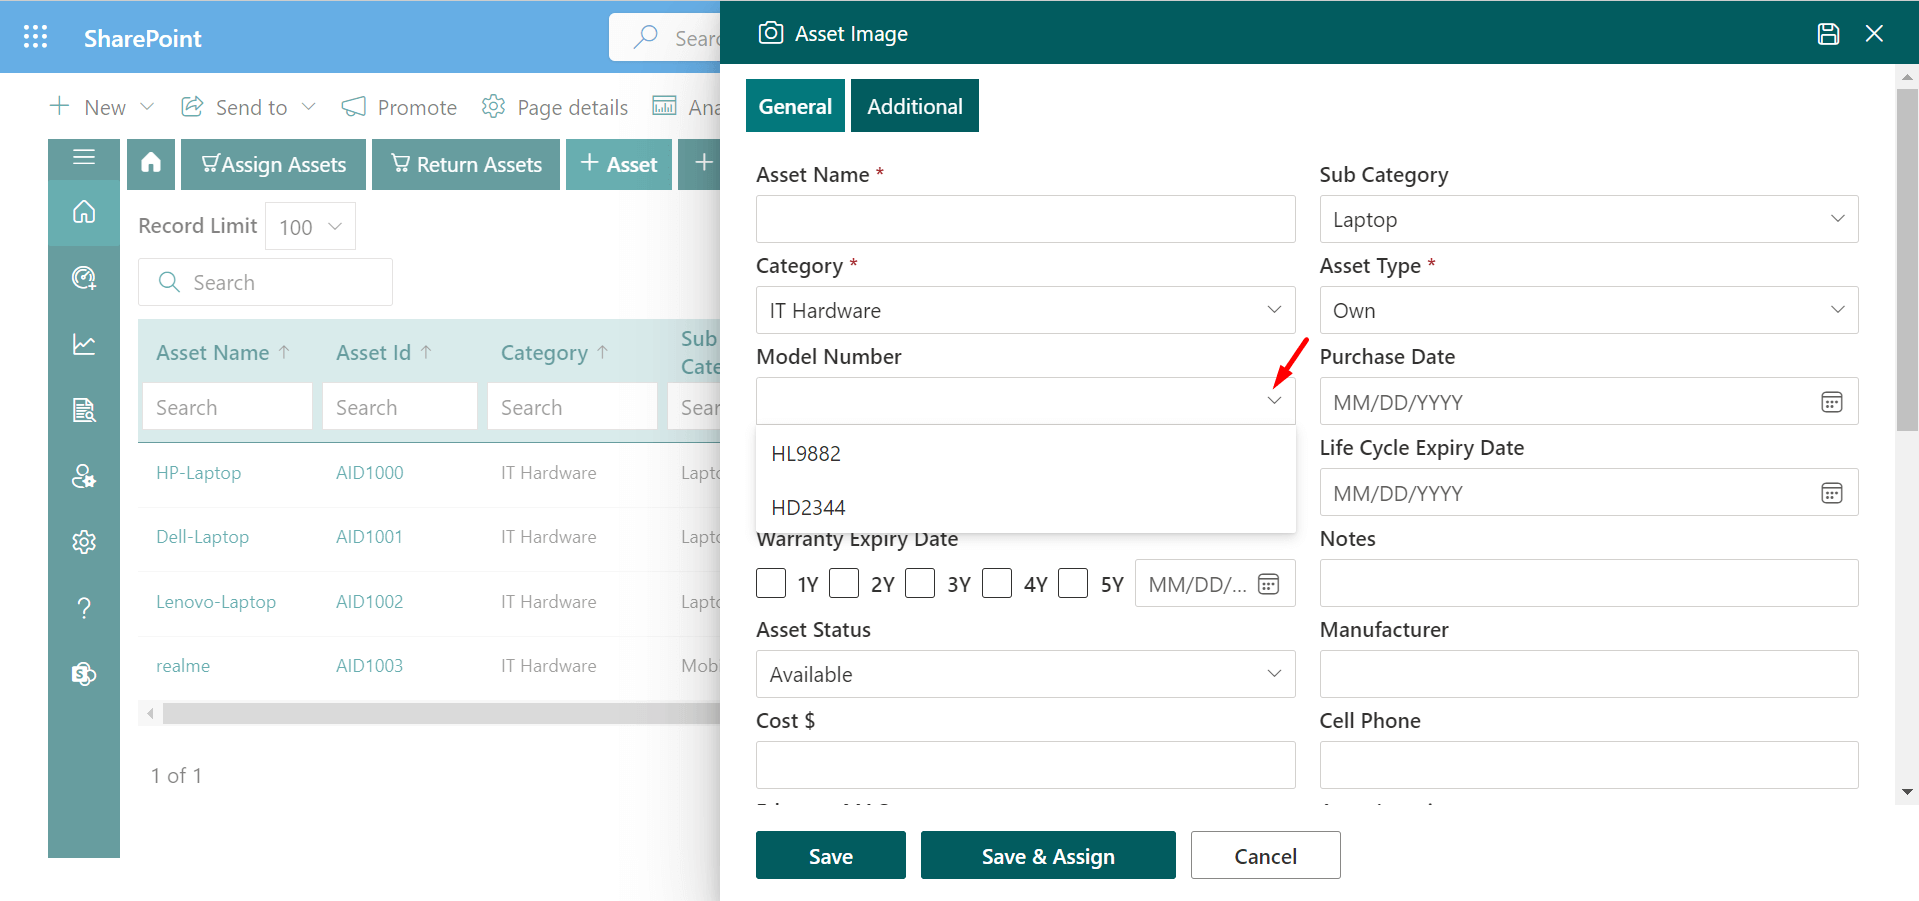 SharePoint
Sear
Asset Image
New
Send to
Promote
Page details
Ana
General
Additional
Assign Assets
Return Assets
+ Asset
+
Record Limit
100
Search
Asset Name ↑
Asset Id ↑
Category ↑
Sub
Cate
Search
Search
Search
Sear
HP-Laptop
AID1000
IT Hardware
Lapto
Dell-Laptop
AID1001
IT Hardware
Lapto
Lenovo-Laptop
AID1002
IT Hardware
Lapto
realme
AID1003
IT Hardware
Mob
1 of 1
Asset Name *
Sub Category
Laptop
Category *
Asset Type *
IT Hardware
Own
Model Number
Purchase Date
MM/DD/YYYY
HL9882
HD2344
Life Cycle Expiry Date
MM/DD/YYYY
Warranty Expiry Date
Notes
1Y
2Y
3Y
4Y
5Y
MM/DD/...
Asset Status
Manufacturer
Available
Cost $
Cell Phone
Save
Save & Assign
Cancel